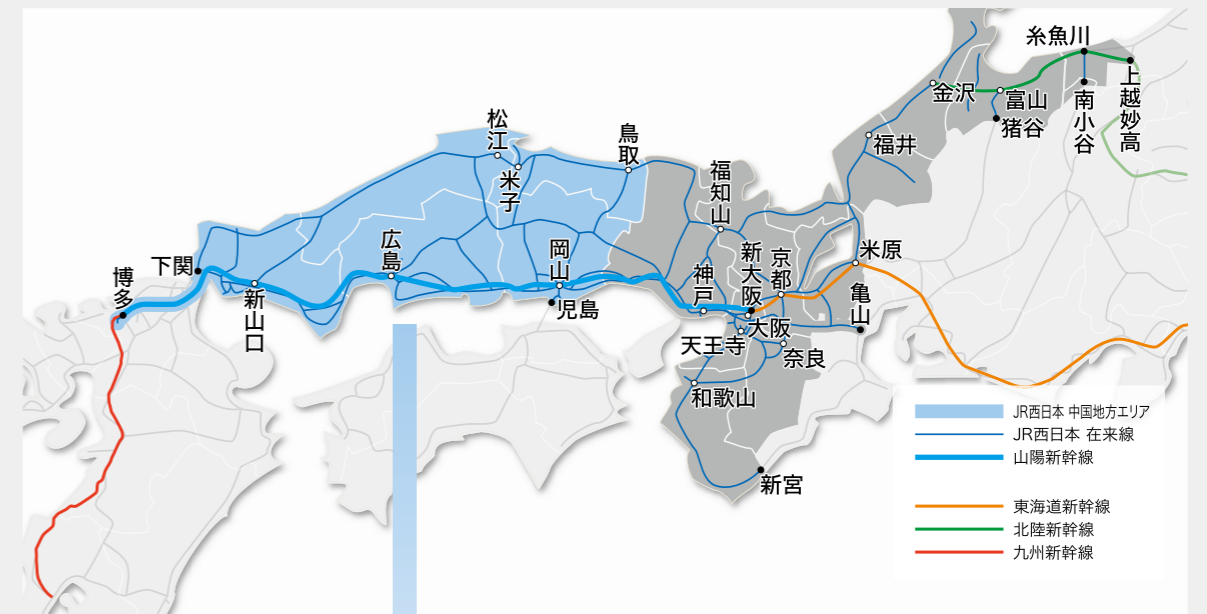 糸魚川
上越妙高
金沢
富山
南小谷
猪谷
福井
松江
鳥取
米子
福知山
広島
岡山
新大阪
京都
米原
下関
博多
神戸
亀山
新山口
児島
大阪
天王寺
奈良
和歌山
新宮
JR西日本 中国地方エリア
JR西日本 在来線
山陽新幹線
東海道新幹線
北陸新幹線
九州新幹線